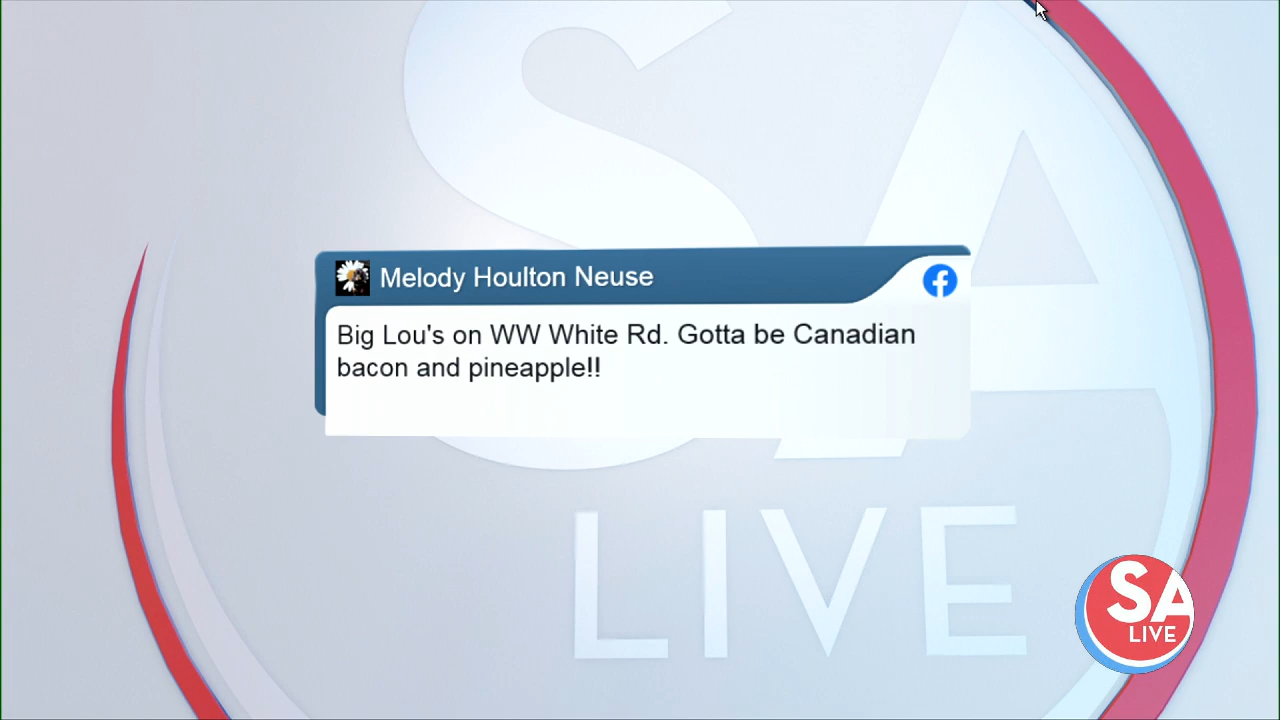 SA
LIVE
Melody Houlton Neuse
Big Lou's on WW White Rd. Gotta be Canadian
bacon and pineapple!!
SA
LIVE